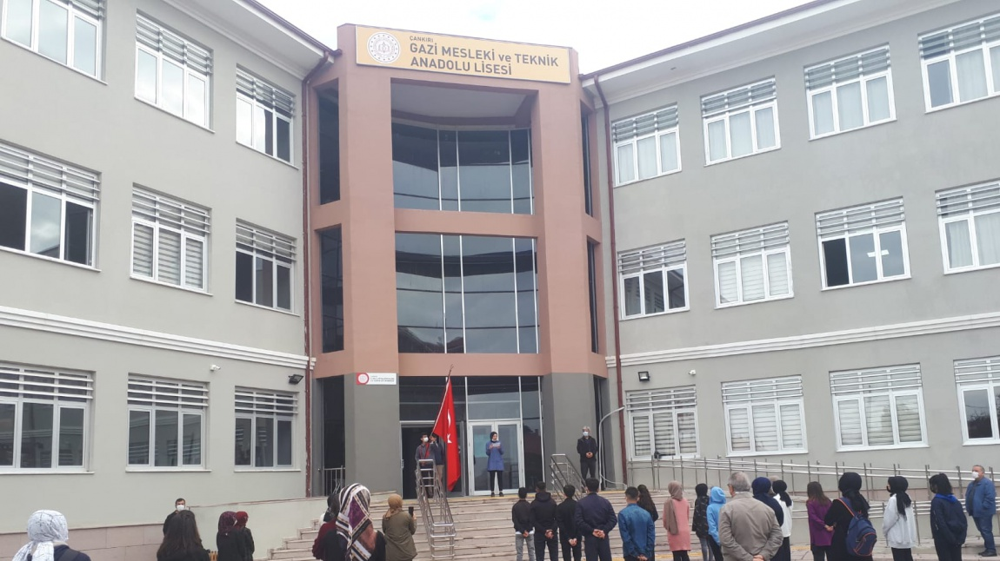 ÇANKIRI
GAZİ MESLEKİ ve TEKNİK
ANADOLU LİSESİ